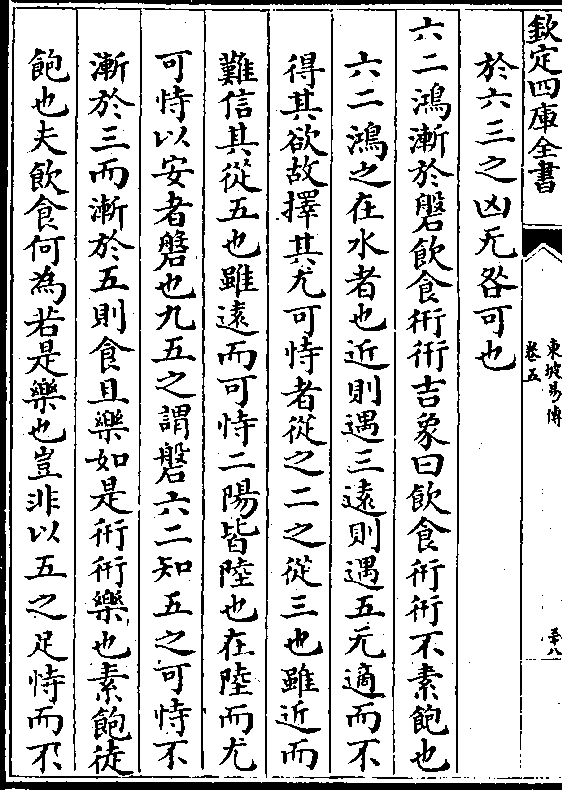 欽定四庫全書
東坡易傳
卷五
於六三之凶无咎可也
六二鴻漸於磐飲食衎衎吉象曰飲食衎衎不素飽也
六二鴻之在水者也近則遇三遠則遇五无適而不
得其欲故擇其尤可恃者從之二之從三也雖近而
難信其從五也雖遠而可恃二陽皆陸也在陸而尤
可恃以安者磐也九五之謂磐六二知五之可恃不
漸於三而漸於五則食且樂如是衎衎樂也素飽徒
飽也夫飲食何為若是樂也豈非以五之足恃而不